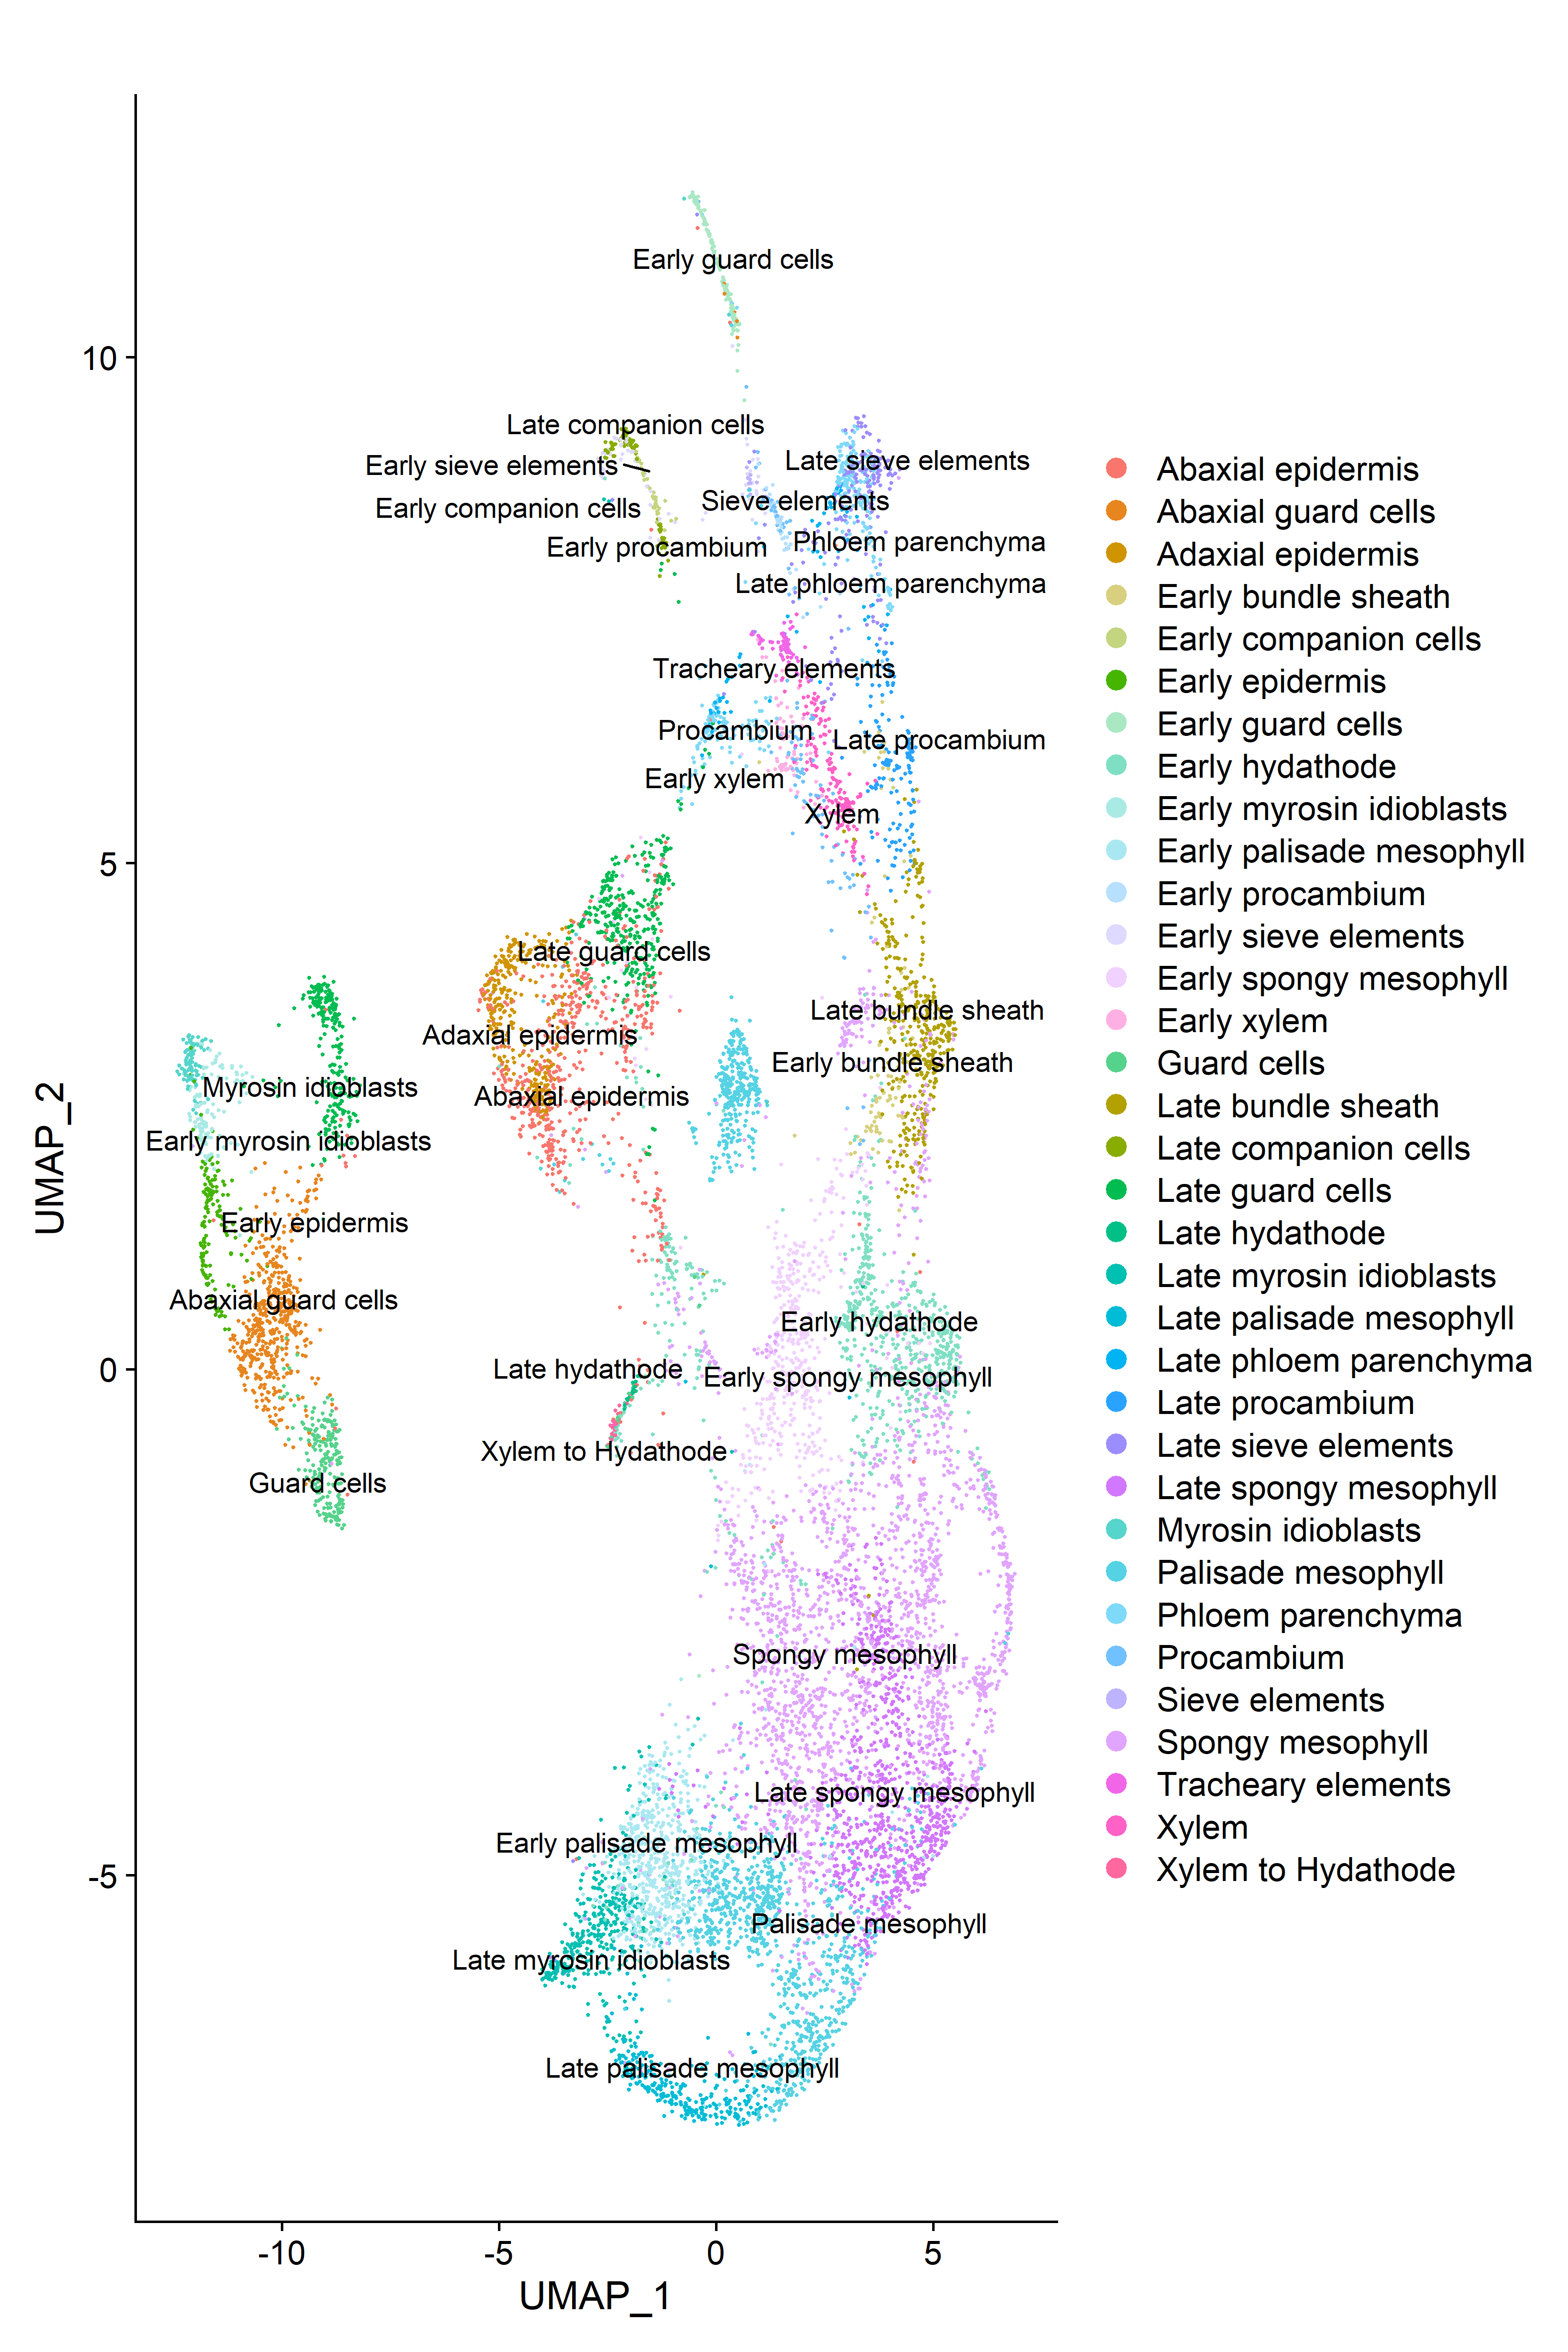 Early guard cells
10
Late companion cells
Early sieve elements
Late sieve elements
Early companion cells
Sieve elements
Early procambium
Phloem parenchyma
Late phloem parenchyma
Tracheary elements
Procambium
Late procambium
Early xylem
Xylem
5
Late guard cells
Late bundle sheath
Adaxial epidermis
Early bundle sheath
Myrosin idioblasts
Abaxial epidermis
Early myrosin idioblasts
Early epidermis
Abaxial guard cells
Early hydathode
0
Late hydathode
Early spongy mesophyll
Xylem to Hydathode
Guard cells
Spongy mesophyll
Late spongy mesophyll
Early palisade mesophyll
-5
Palisade mesophyll
Late myrosin idioblasts
Late palisade mesophyll
-10
-5
0
5
UMAP_1
UMAP_2
Abaxial epidermis
Abaxial guard cells
Adaxial epidermis
Early bundle sheath
Early companion cells
Early epidermis
Early guard cells
Early hydathode
Early myrosin idioblasts
Early palisade mesophyll
Early procambium
Early sieve elements
Early spongy mesophyll
Early xylem
Guard cells
Late bundle sheath
Late companion cells
Late guard cells
Late hydathode
Late myrosin idioblasts
Late palisade mesophyll
Late phloem parenchyma
Late procambium
Late sieve elements
Late spongy mesophyll
Myrosin idioblasts
Palisade mesophyll
Phloem parenchyma
Procambium
Sieve elements
Spongy mesophyll
Tracheary elements
Xylem
Xylem to Hydathode